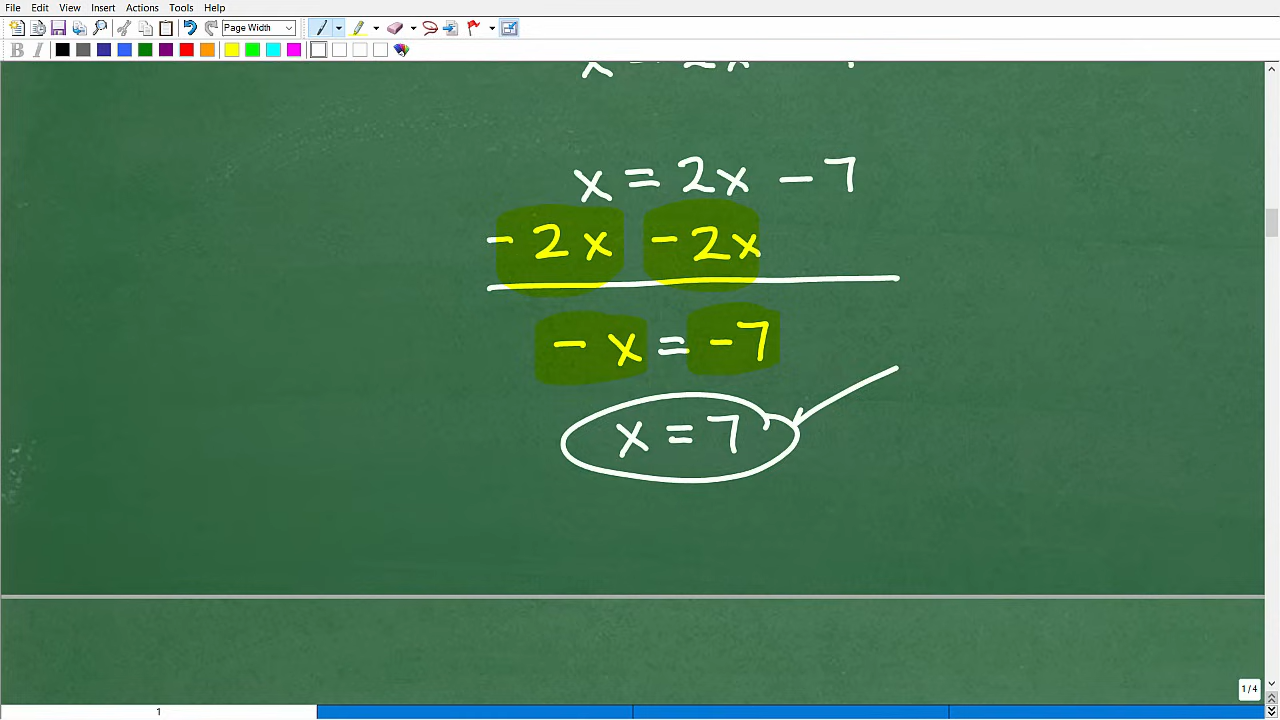 File Edit View Insert Actions Tools Help
Page Width
B I
x = 2x - 7
- 2x - 2x
- x = -7
x = 7
1/4
1